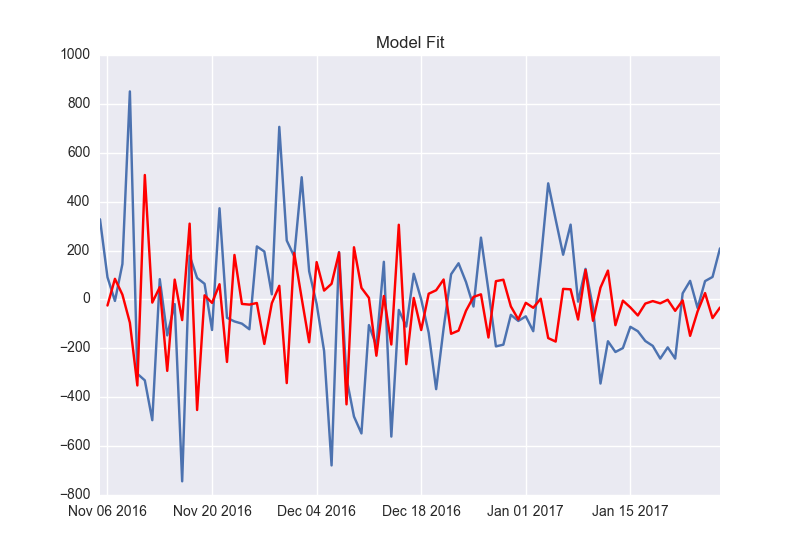 Model Fit
1000
800
600
400
200
0
−200
−400
−600
−800
Nov 06 2016
Nov 20 2016
Dec 04 2016
Dec 18 2016
Jan 01 2017
Jan 15 2017